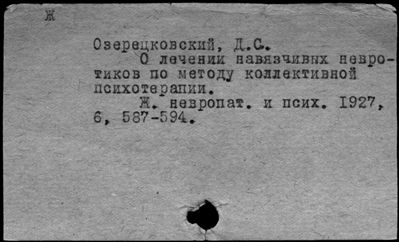 Ж
Озерецковский, Д.С.
О лечении навязчивых невро-
тиков по методу коллективной
психотерапии.
Ж. невропат. и псих. 1927,
6, 587-594.